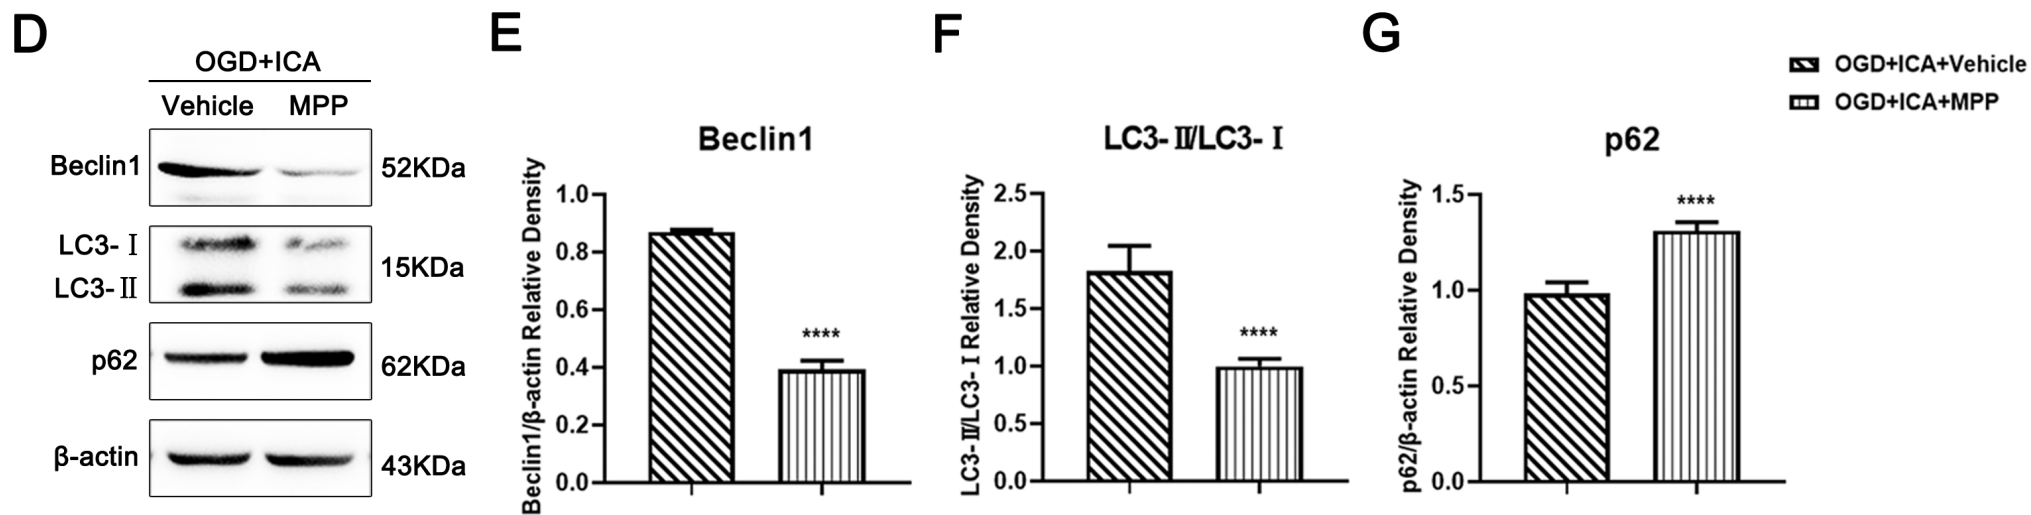 D
OGD+ICA
Vehicle MPP
Beclin1 52KDa
LC3-Ⅰ
15KDa
LC3-Ⅱ
p62 62KDa
β-actin 43KDa
E
Beclin1
Beclin1/β-actin Relative Density
1.0
0.8
0.6
0.4
0.2
0.0
****
F
LC3-Ⅱ/LC3-Ⅰ
LC3-Ⅱ/LC3-Ⅰ Relative Density
2.5
2.0
1.5
1.0
0.5
0.0
****
G
p62
p62/β-actin Relative Density
1.5
1.0
0.5
0.0
****
OGD+ICA+Vehicle
OGD+ICA+MPP